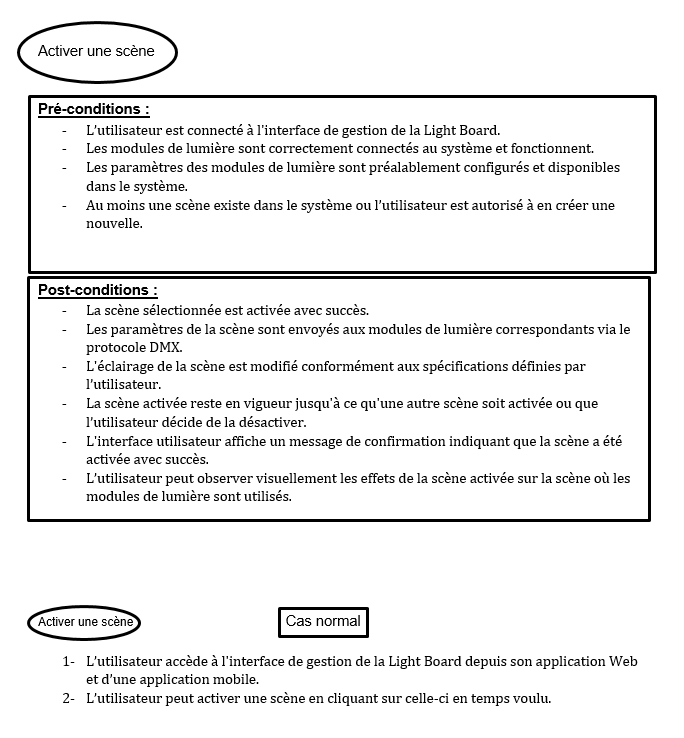 Activer une scène
Pré-conditions :
- L’utilisateur est connecté à l'interface de gestion de la Light Board.
- Les modules de lumière sont correctement connectés au système et fonctionnent.
- Les paramètres des modules de lumière sont préalablement configurés et disponibles
dans le système.
- Au moins une scène existe dans le système ou l’utilisateur est autorisé à en créer une
nouvelle.
Post-conditions :
- La scène sélectionnée est activée avec succès.
- Les paramètres de la scène sont envoyés aux modules de lumière correspondants via le
protocole DMX.
- L'éclairage de la scène est modifié conformément aux spécifications définies par
l'utilisateur.
- La scène activée reste en vigueur jusqu'à ce qu'une autre scène soit activée ou que
l’utilisateur décide de la désactiver.
- L'interface utilisateur affiche un message de confirmation indiquant que la scène a été
activée avec succès.
- L’utilisateur peut observer visuellement les effets de la scène activée sur la scène où les
modules de lumière sont utilisés.
Activer une scène
Cas normal
1- L’utilisateur accède à l'interface de gestion de la Light Board depuis son application Web
et d’une application mobile.
2- L’utilisateur peut activer une scène en cliquant sur celle-ci en temps voulu.